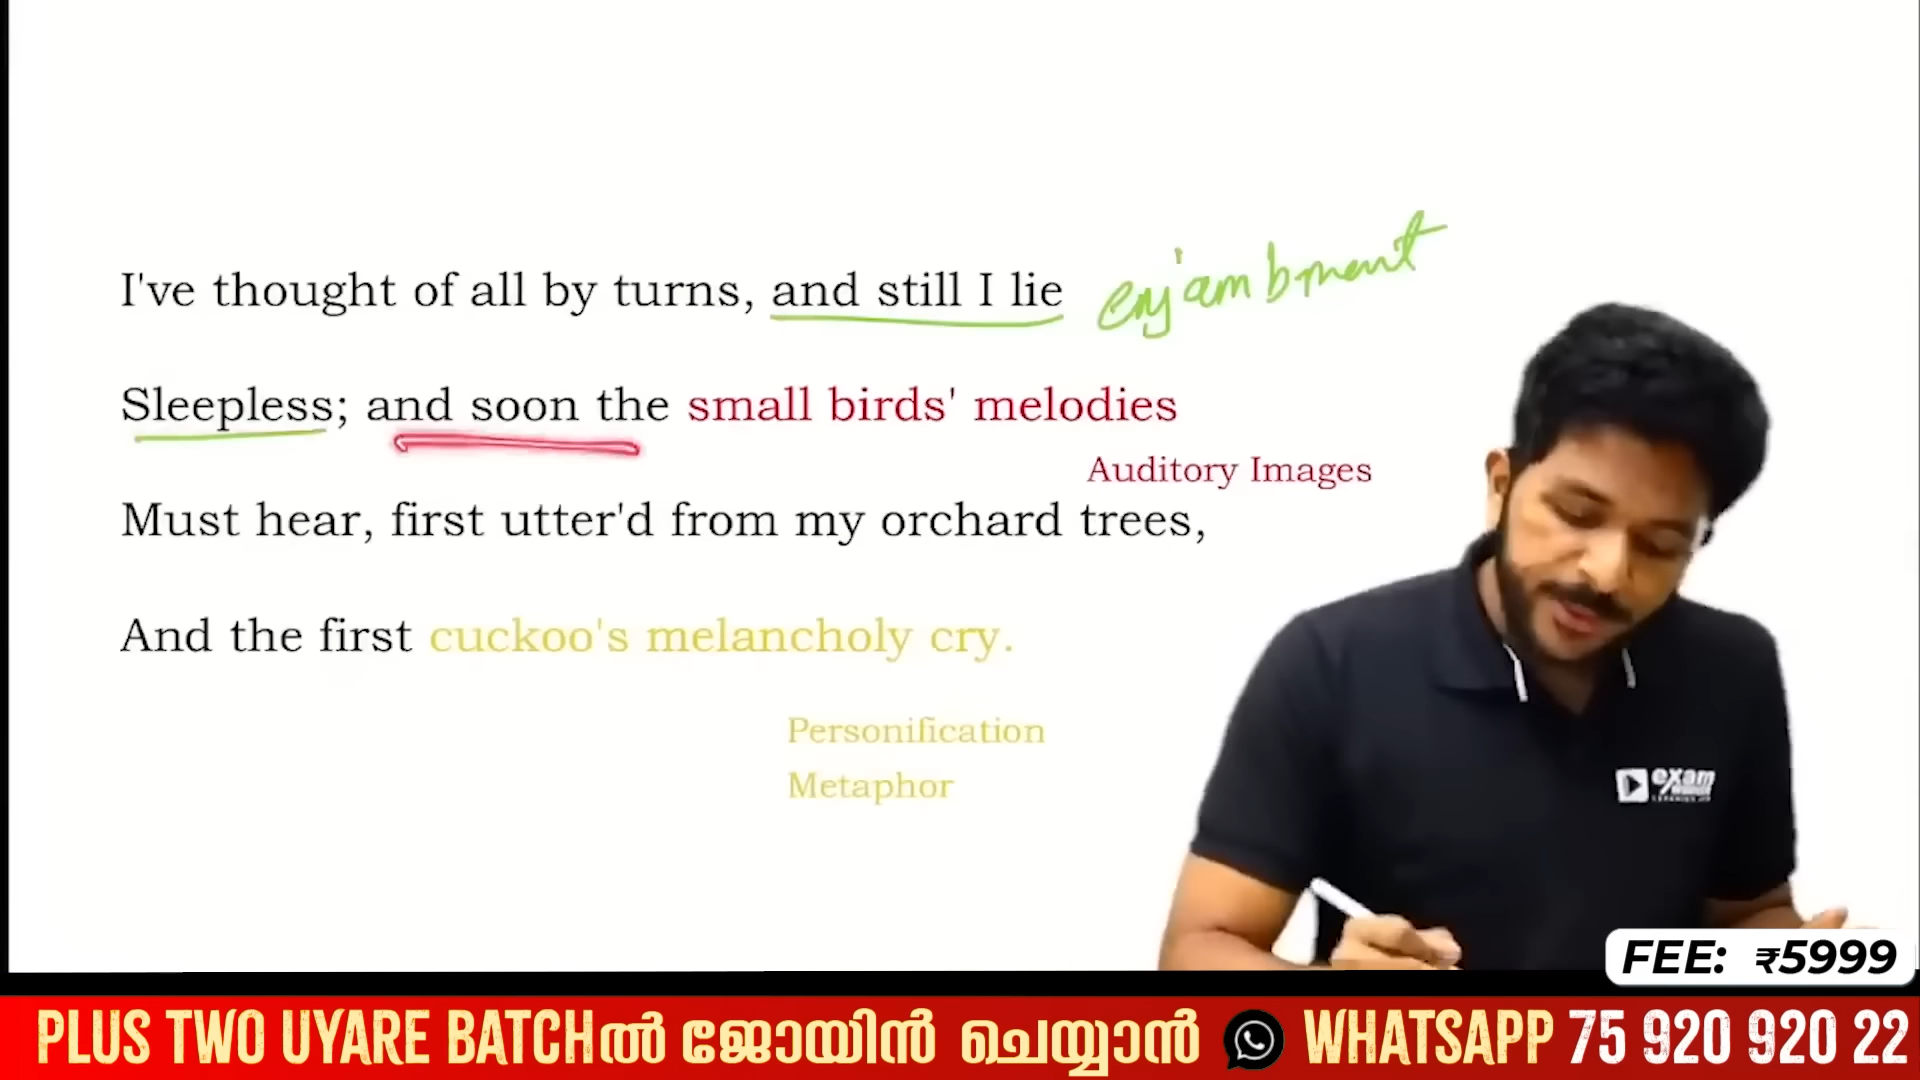 I've thought of all by turns, and still I lie enjambment
Sleepless; and soon the small birds' melodies
Auditory Images
Must hear, first utter'd from my orchard trees,
And the first cuckoo's melancholy cry.
Personification
Metaphor
exam
FEE: ₹5999
PLUS TWO UYARE BATCHൽ ജോയിൻ ചെയ്യാൻ WHATSAPP 75 920 920 22